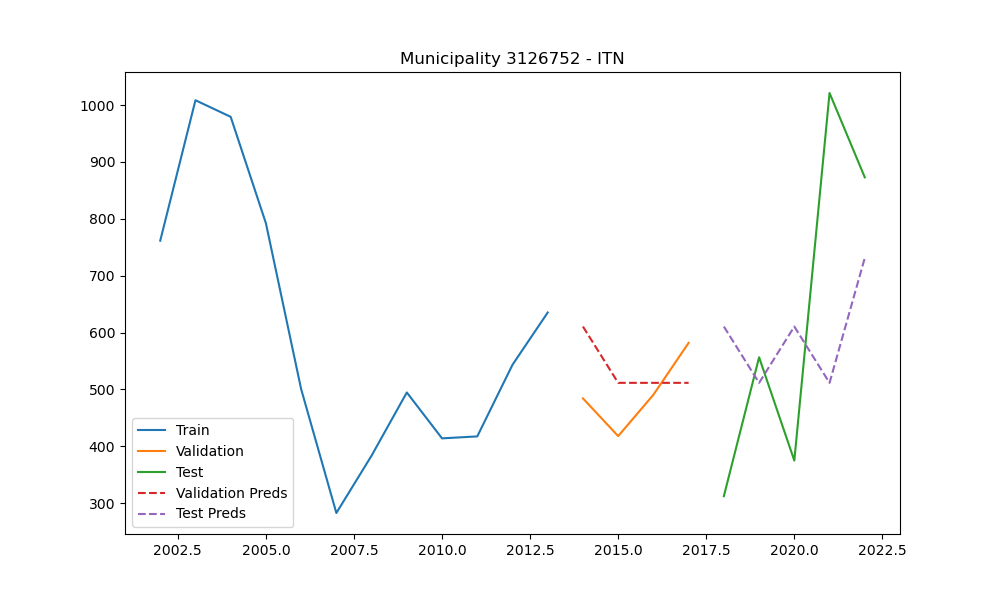 Municipality 3126752 - ITN
1000
900
800
700
600
500
400
300
Train
Validation
Test
Validation Preds
Test Preds
2002.5 2005.0 2007.5 2010.0 2012.5 2015.0 2017.5 2020.0 2022.5